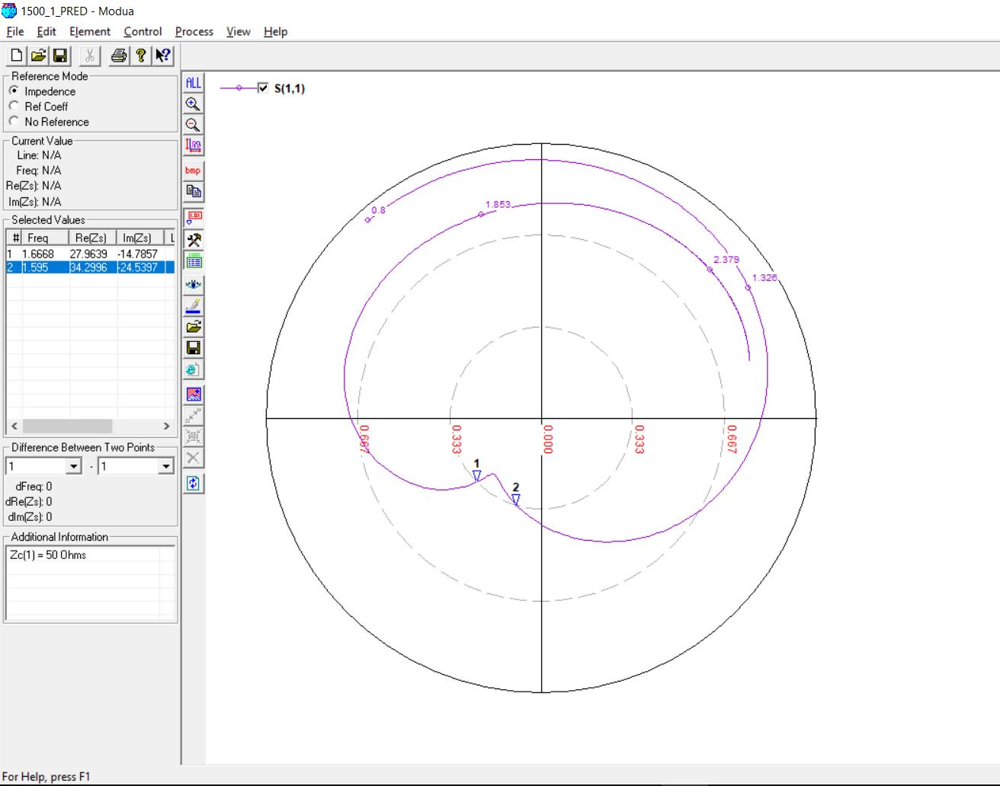 1500_1_PRED - Modua
File Edit Element Control Process View Help
Reference Mode
Impedence
Ref Coeff
No Reference
Current Value
Line: N/A
Freq: N/A
Re(Zs): N/A
Im(Zs): N/A
Selected Values
# Freq Re(Zs) Im(Zs) L
1 1.6668 27.9639 -14.7857
2 1.595 34.2996 -24.5397
Difference Between Two Points
1 - 1
dFreq: 0
dRe(Zs): 0
dIm(Zs): 0
Additional Information
Zc(1) = 50 Ohms
For Help, press F1
ALL
bmp
1.01
S(1,1)
0.8
1.853
2.379
1.326
0.667 0.333 0.000 0.333 0.667
1
2